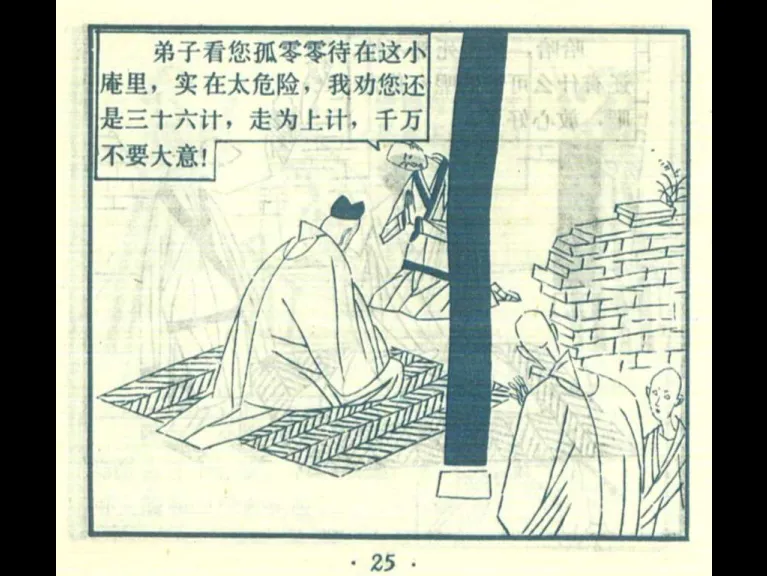 弟子看您孤零零待在这小
庵里，实在太危险，我劝您还
是三十六计，走为上计，千万
不要大意！
· 25 ·